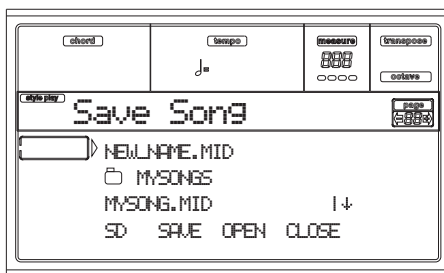 chord tempo measure transpose
888
octave
style play
Save Song
page
88
NEW_NAME.MID
MYSONGS
MYSONG.MID
SD SAVE OPEN CLOSE